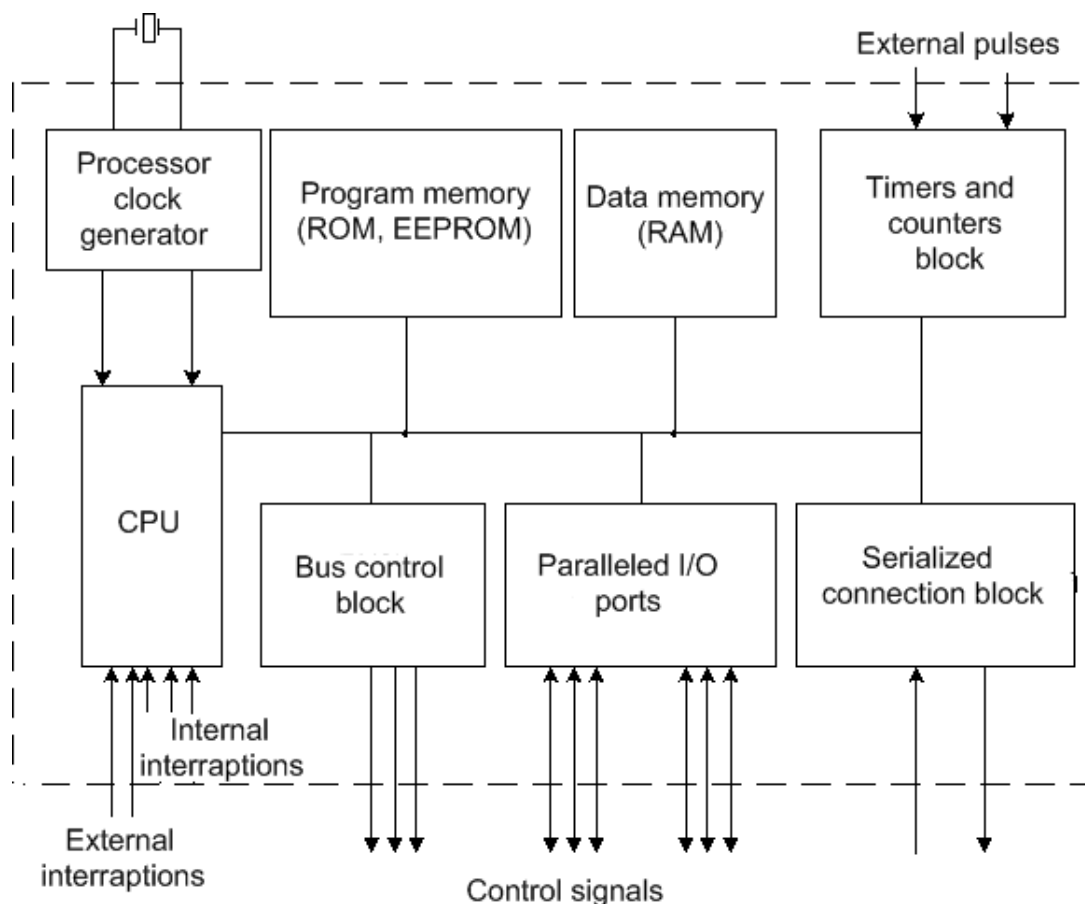 External pulses
Processor
clock
generator
Program memory
(ROM, EEPROM)
Data memory
(RAM)
Timers and
counters
block
CPU
Bus control
block
Paralleled I/O
ports
Serialized
connection block
Internal
interraptions
External
interraptions
Control signals